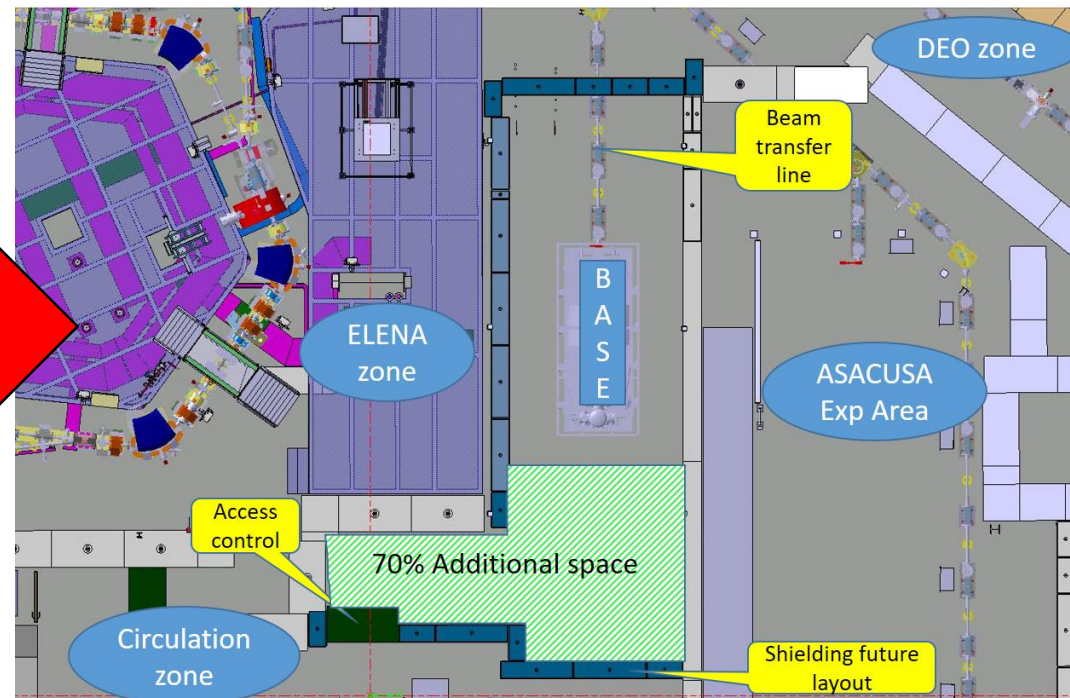 DEO zone
Beam
transfer
line
B
A
S
E
ELENA
zone
ASACUSA
Exp Area
Access
control
70% Additional space
Circulation
zone
Shielding future
layout